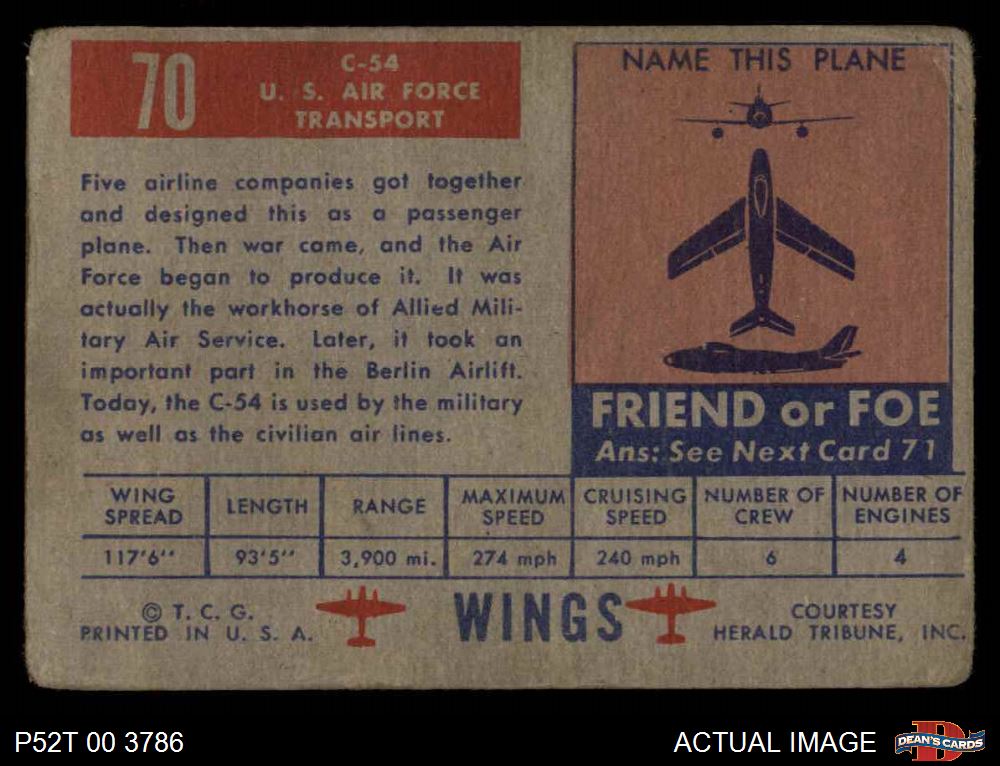 70
C-54
U. S. AIR FORCE
TRANSPORT
Five airline companies got together
and designed this as a passenger
plane. Then war came, and the Air
Force began to produce it. It was
actually the workhorse of Allied Mili-
tary Air Service. Later, it took an
important part in the Berlin Airlift.
Today, the C-54 is used by the military
as well as the civilian air lines.
NAME THIS PLANE
FRIEND or FOE
Ans: See Next Card 71
WING SPREAD LENGTH RANGE MAXIMUM SPEED CRUISING SPEED NUMBER OF CREW NUMBER OF ENGINES
117'6" 93'5" 3,900 mi. 274 mph 240 mph 6 4
© T. C. G.
PRINTED IN U. S. A.
WINGS
COURTESY
HERALD TRIBUNE, INC.
P52T 00 3786
ACTUAL IMAGE
DEAN'S CARDS